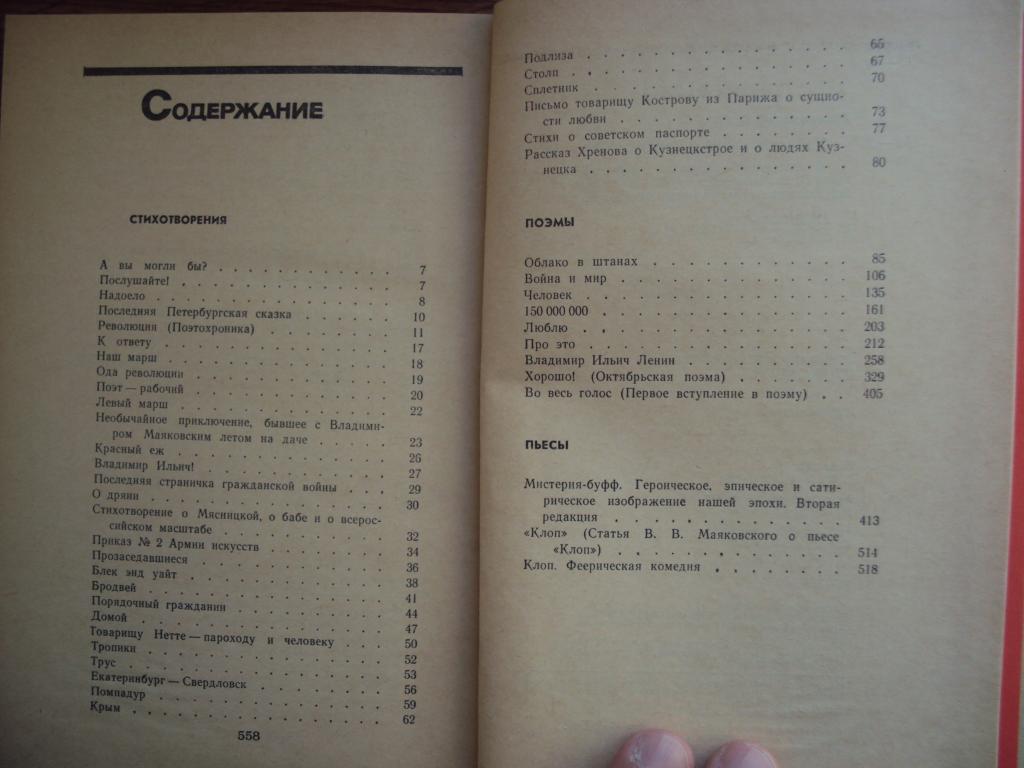 СОДЕРЖАНИЕ
СТИХОТВОРЕНИЯ
А вы могли бы? . . . . . . . . . . . 7
Послушайте! . . . . . . . . . . . . . 7
Надоело . . . . . . . . . . . . . . 8
Последняя Петербургская сказка . . . . . . 10
Революция (Поэтохроника) . . . . . . . . 11
К ответу . . . . . . . . . . . . . . 17
Наш марш . . . . . . . . . . . . . 18
Ода революции . . . . . . . . . . . . 19
Поэт — рабочий . . . . . . . . . . . . 20
Левый марш . . . . . . . . . . . . . 22
Необычайное приключение, бывшее с Владими-
ром Маяковским летом на даче . . . . . 23
Красный еж . . . . . . . . . . . . . 26
Владимир Ильич! . . . . . . . . . . . 27
Последняя страничка гражданской войны . . . 29
О дряни . . . . . . . . . . . . . . 30
Стихотворение о Мясницкой, о бабе и о всерос-
сийском масштабе . . . . . . . . . . 32
Приказ № 2 Армии искусств . . . . . . . 34
Прозаседавшиеся . . . . . . . . . . . 36
Блек энд уайт . . . . . . . . . . . . 38
Бродвей . . . . . . . . . . . . . . 41
Порядочный гражданин . . . . . . . . . 44
Домой . . . . . . . . . . . . . . . 47
Товарищу Нетте — пароходу и человеку . . . 50
Тропики . . . . . . . . . . . . . . 52
Трус . . . . . . . . . . . . . . . 53
Екатеринбург — Свердловск . . . . . . . . 56
Помпадур . . . . . . . . . . . . . . 59
Крым . . . . . . . . . . . . . . . 62
558
Подлиза . . . . . . . . . . . . . . 65
Столп . . . . . . . . . . . . . . . 67
Сплетник . . . . . . . . . . . . . . 70
Письмо товарищу Кострову из Парижа о сущно-
сти любви . . . . . . . . . . . . . 73
Стихи о советском паспорте . . . . . . . . 77
Рассказ Хренова о Кузнецкстрое и о людях Куз-
нецка . . . . . . . . . . . . . . 80
ПОЭМЫ
Облако в штанах . . . . . . . . . . . 85
Война и мир . . . . . . . . . . . . . 106
Человек . . . . . . . . . . . . . . 135
150 000 000 . . . . . . . . . . . . . 161
Люблю . . . . . . . . . . . . . . . 203
Про это . . . . . . . . . . . . . . 212
Владимир Ильич Ленин . . . . . . . . . 258
Хорошо! (Октябрьская поэма) . . . . . . . 329
Во весь голос (Первое вступление в поэму) . . 405
ПЬЕСЫ
Мистерия-буфф. Героическое, эпическое и сати-
рическое изображение нашей эпохи. Вторая
редакция . . . . . . . . . . . . . 413
«Клоп» (Статья В. В. Маяковского о пьесе
«Клоп») . . . . . . . . . . . . . 514
Клоп. Феерическая комедия . . . . . . . . 518